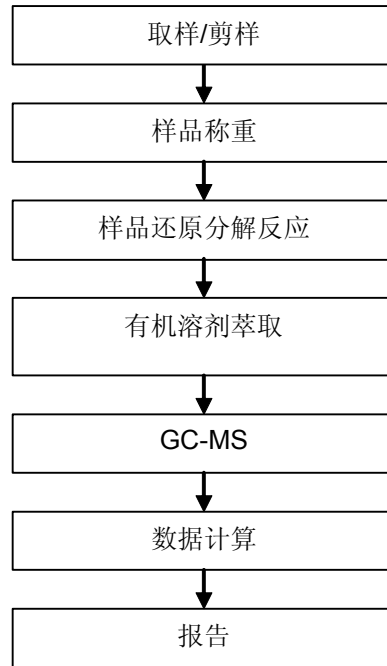 取样/剪样
样品称重
样品还原分解反应
有机溶剂萃取
GC-MS
数据计算
报告